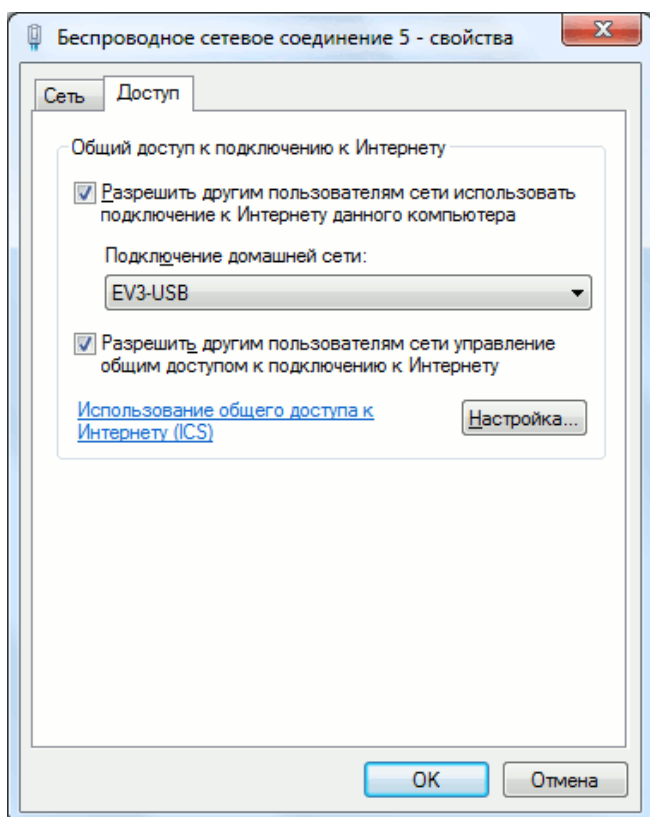 Беспроводное сетевое соединение 5 - свойства
Сеть
Доступ
Общий доступ к подключению к Интернету
Разрешить другим пользователям сети использовать
подключение к Интернету данного компьютера
Подключение домашней сети:
EV3-USB
Разрешить другим пользователям сети управление
общим доступом к подключению к Интернету
Использование общего доступа к
Интернету (ICS)
Настройка...
OK
Отмена